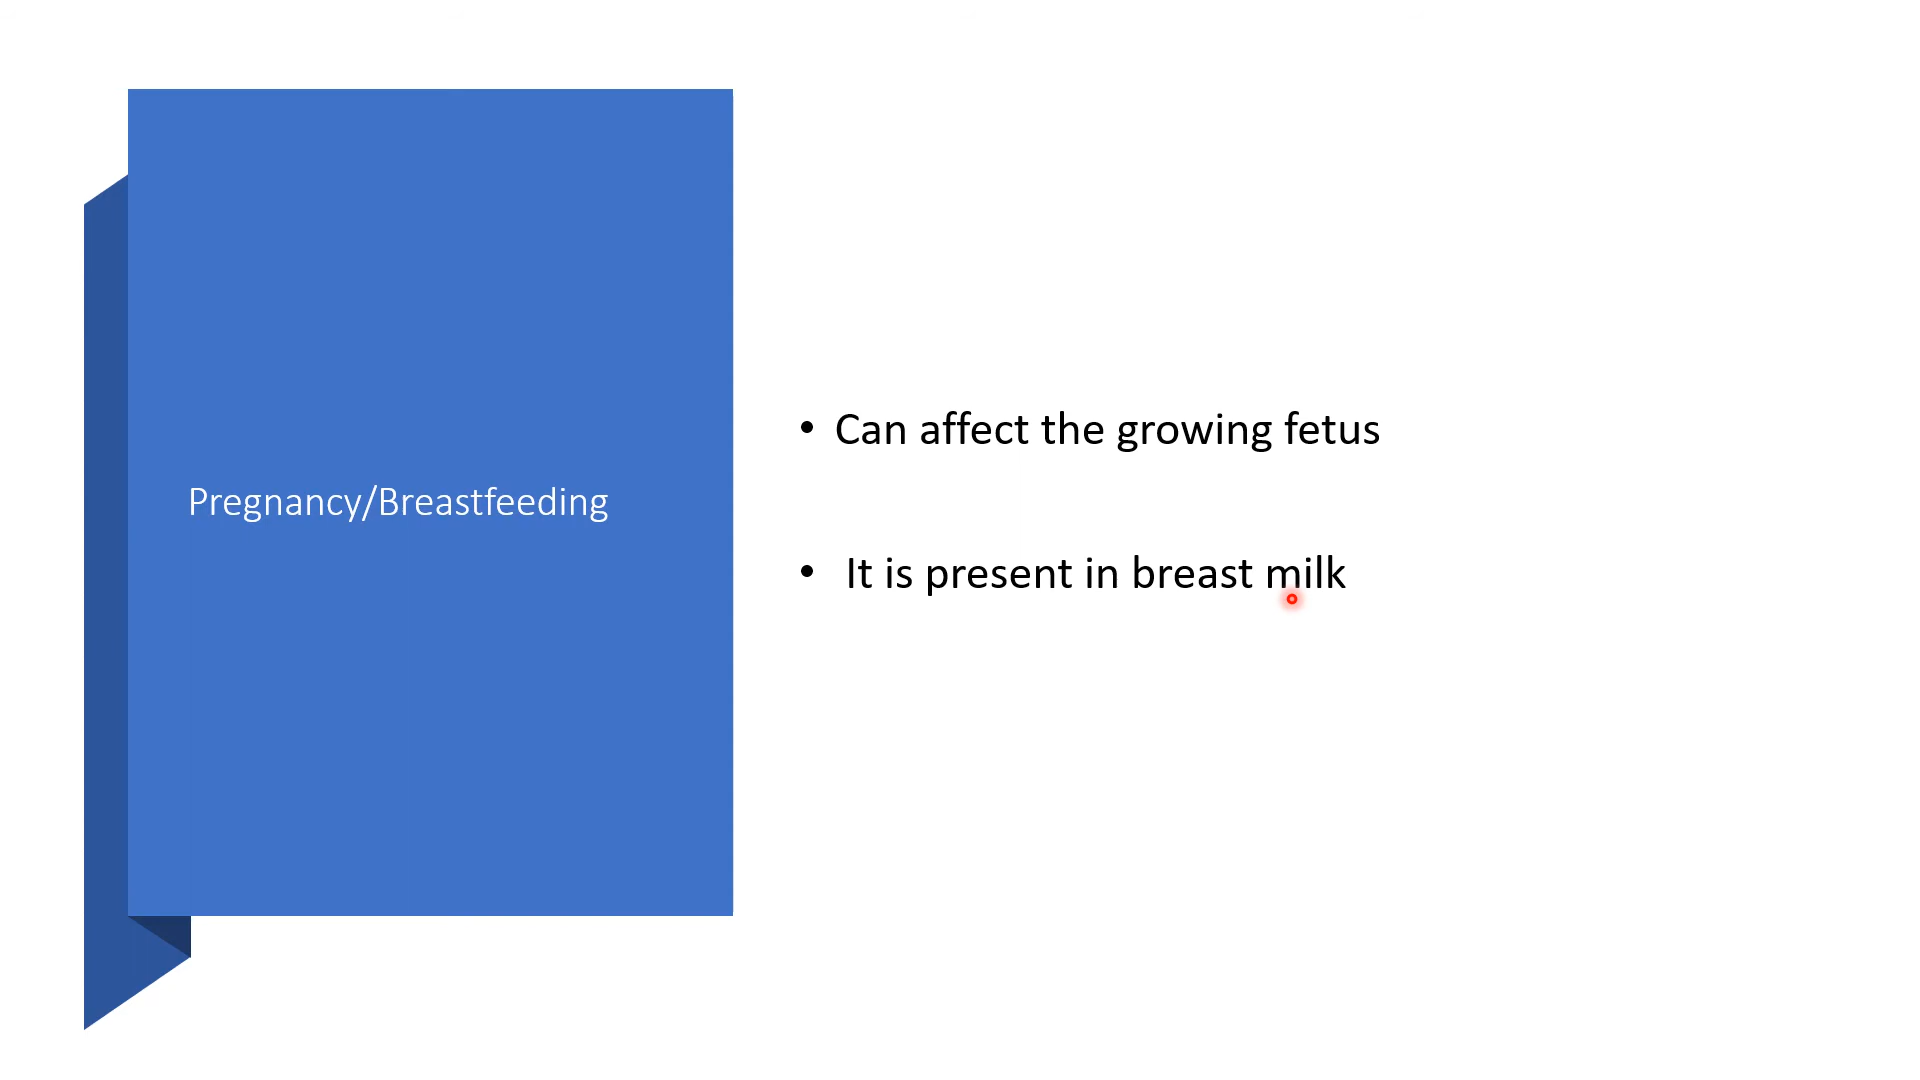 Pregnancy/Breastfeeding
• Can affect the growing fetus
• It is present in breast milk